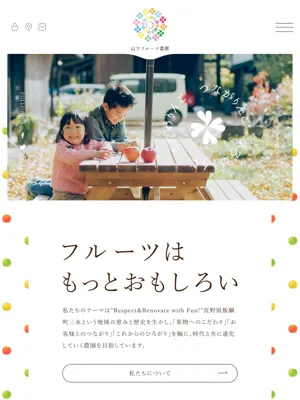 山下フルーツ農園
フルーツは
もっとおもしろい
私たちのテーマは"Respect&Renovate with Fun!"長野県飯綱
町三水という地域の恵みと歴史を生かし、「果物へのこだわり」「お
客様とのつながり」「これからのひろがり」を軸に、時代と共に進化
していく農園を目指しています。
私たちについて